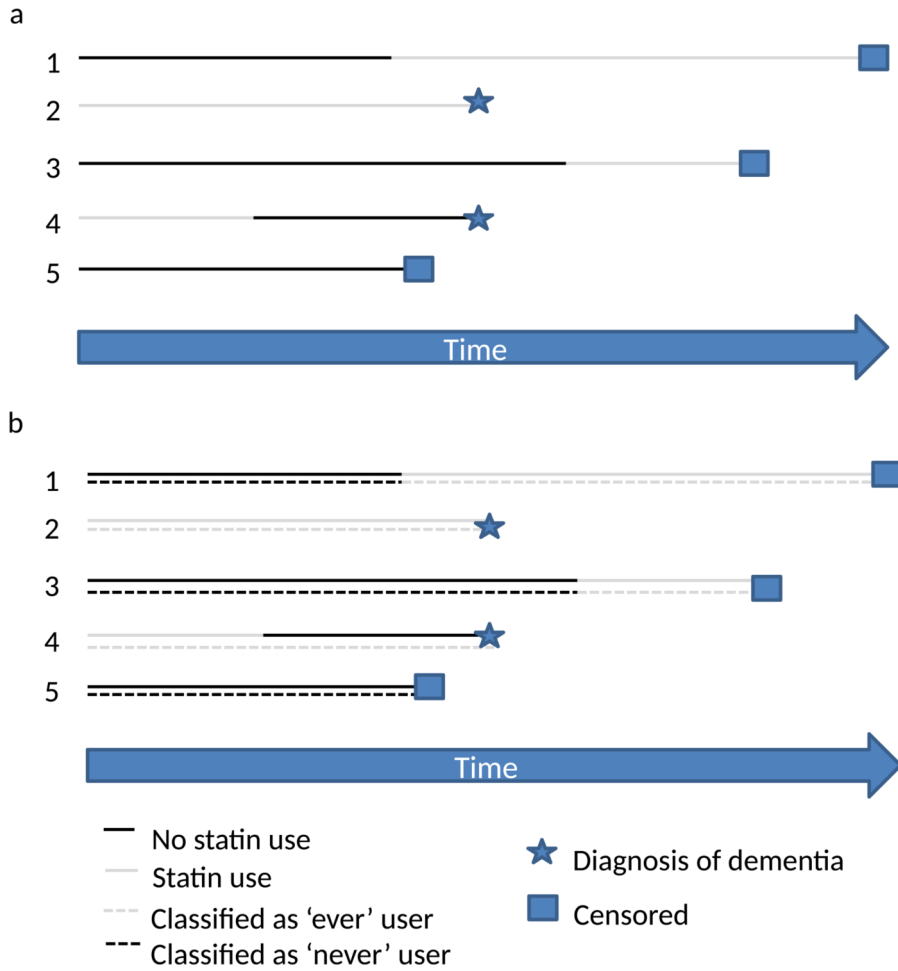 a
1
2
3
4
5
Time
b
1
2
3
4
5
Time
No statin use
Statin use
Classified as ‘ever’ user
Classified as ‘never’ user
Diagnosis of dementia
Censored